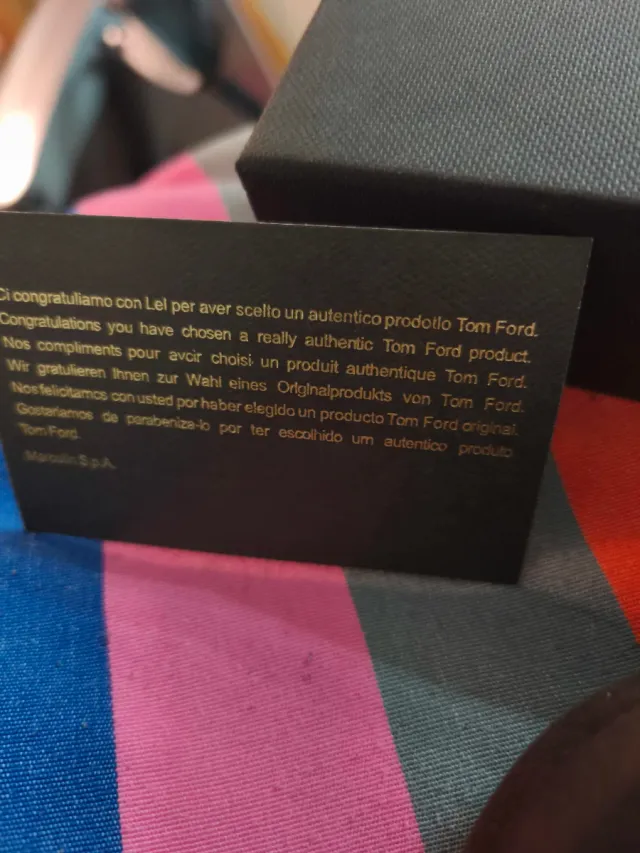 Ci congratuliamo con Lei per aver scelto un autentico prodotto Tom Ford.
Congratulations you have chosen a really authentic Tom Ford product.
Nos compliments pour avoir choisi un produit authentique Tom Ford.
Wir gratulieren Ihnen zur Wahl eines Originalprodukts von Tom Ford.
Nos felicitamos con usted por haber elegido un producto Tom Ford original.
Gostaríamos de parabeniza-lo por ter escolhido um autentico produto
Tom Ford.
Marcolin S.p.A.